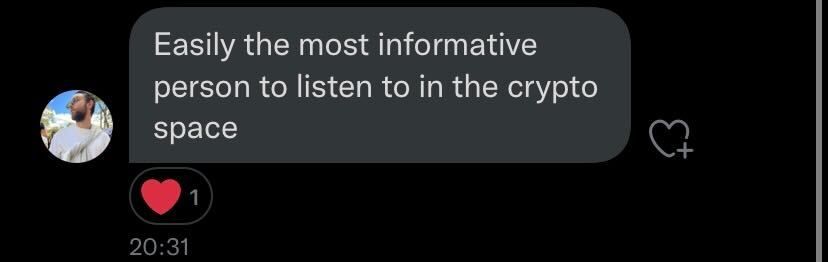 Easily the most informative
person to listen to in the crypto
space
1
20:31